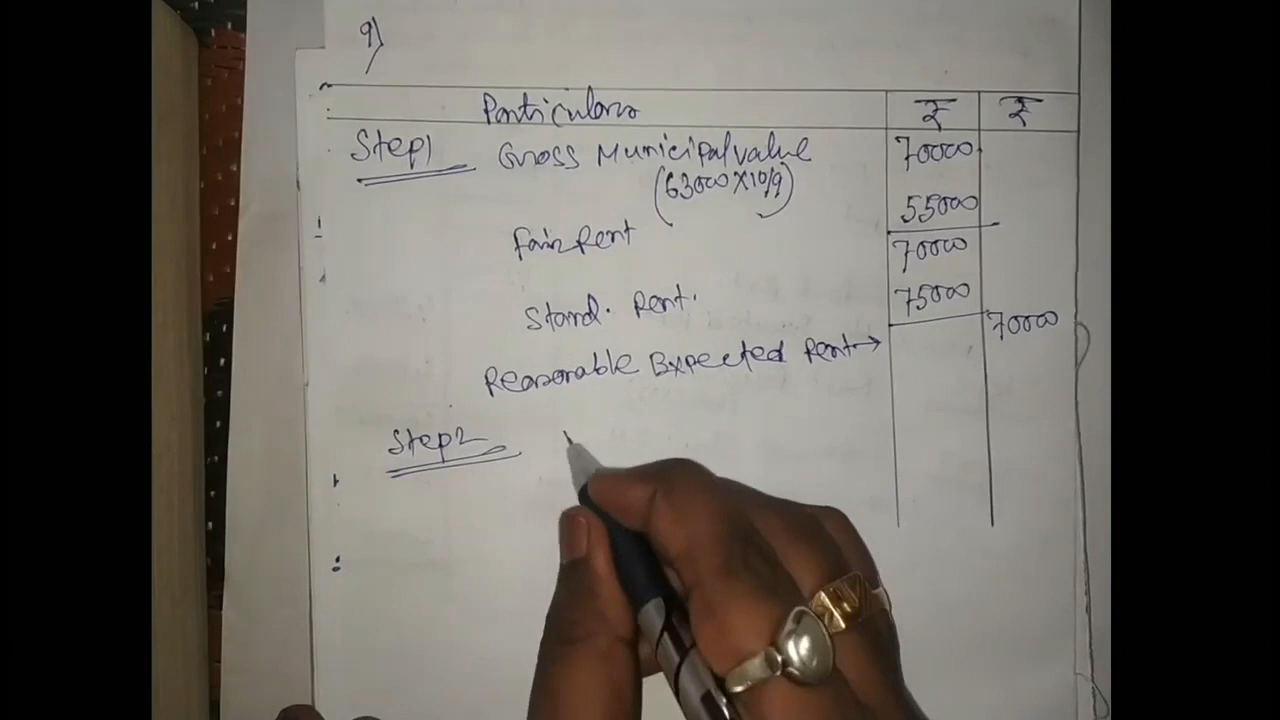 9)
Particulars ₹ ₹
Step1 Gross Municipal value 70000
(63000 X 10/9)
Fair Rent 55000
70000
Stand. Rent. 75000
Reasonable Expected Rent → 70000
Step2